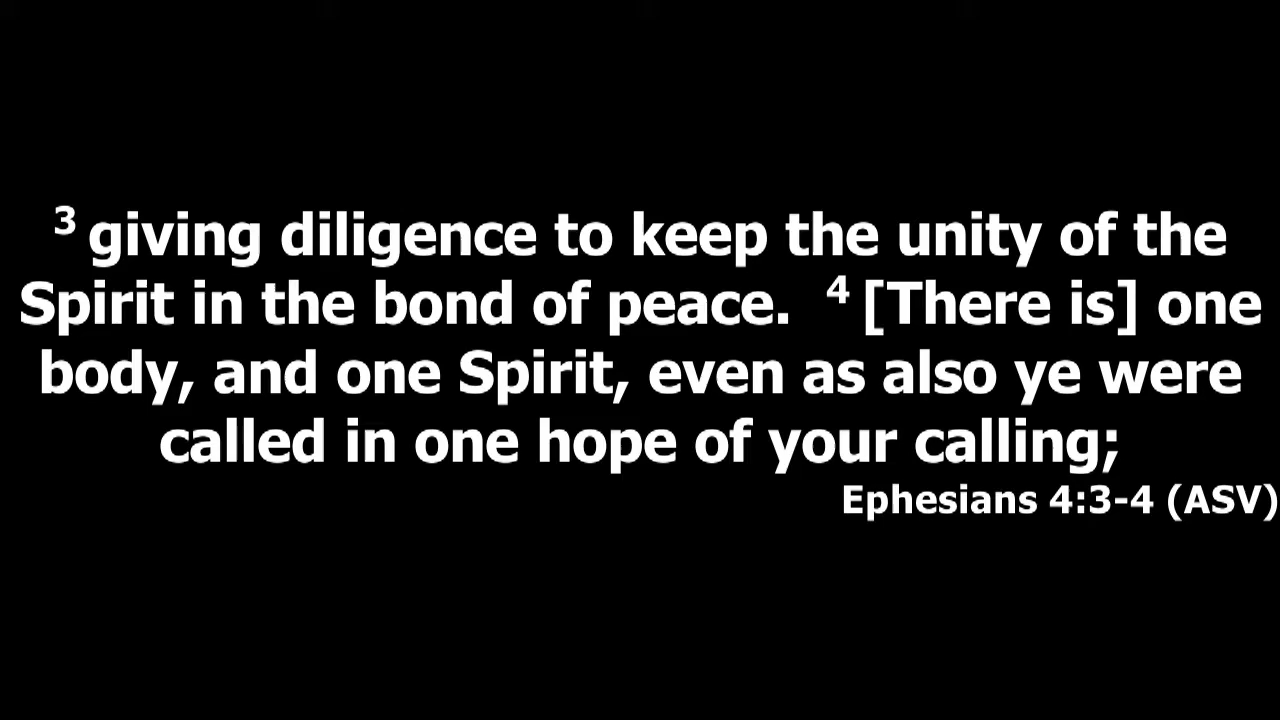 3 giving diligence to keep the unity of the
Spirit in the bond of peace. 4 [There is] one
body, and one Spirit, even as also ye were
called in one hope of your calling;
Ephesians 4:3-4 (ASV)